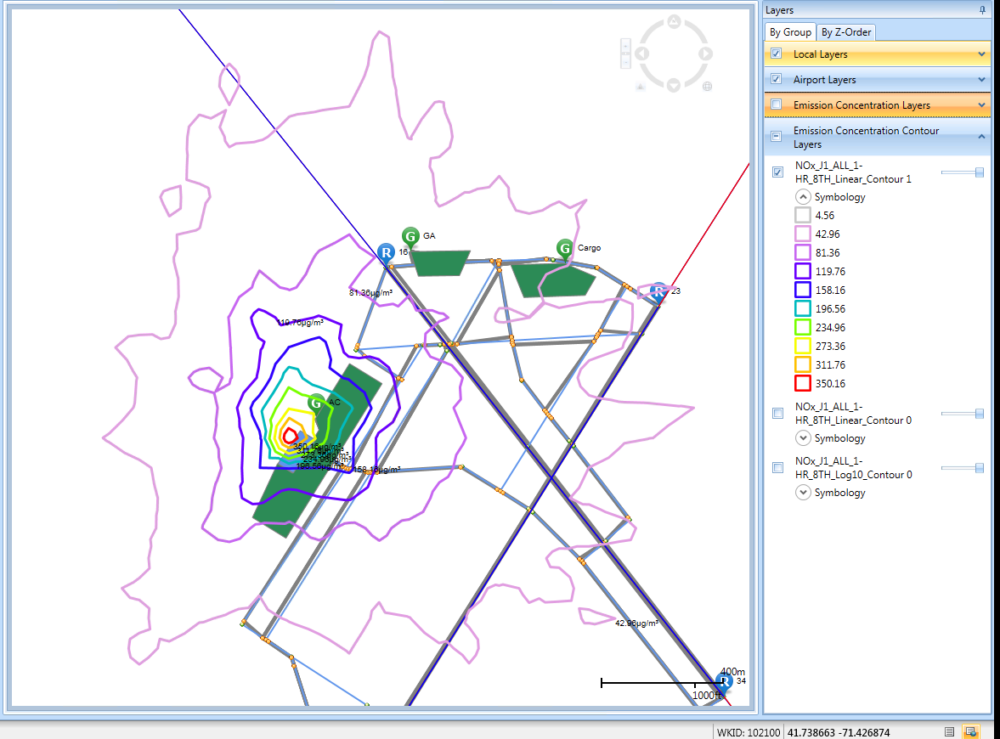 Layers
By Group
By Z-Order
Local Layers
Airport Layers
Emission Concentration Layers
Emission Concentration Contour
Layers
NOx_J1_ALL_1-
HR_8TH_Linear_Contour 1
Symbology
4.56
42.96
81.36
119.76
158.16
196.56
234.96
273.36
311.76
350.16
NOx_J1_ALL_1-
HR_8TH_Linear_Contour 0
Symbology
NOx_J1_ALL_1-
HR_8TH_Log10_Contour 0
Symbology
G GA
R 16
G Cargo
R 23
81.36µg/m³
19.76µg/m³
G AC
350.16µg/m³
234.96µg/m³
196.56µg/m³
158.16µg/m³
42.96µg/m³
400m
R 34
1000ft
WKID: 102100
41.738663 -71.426874